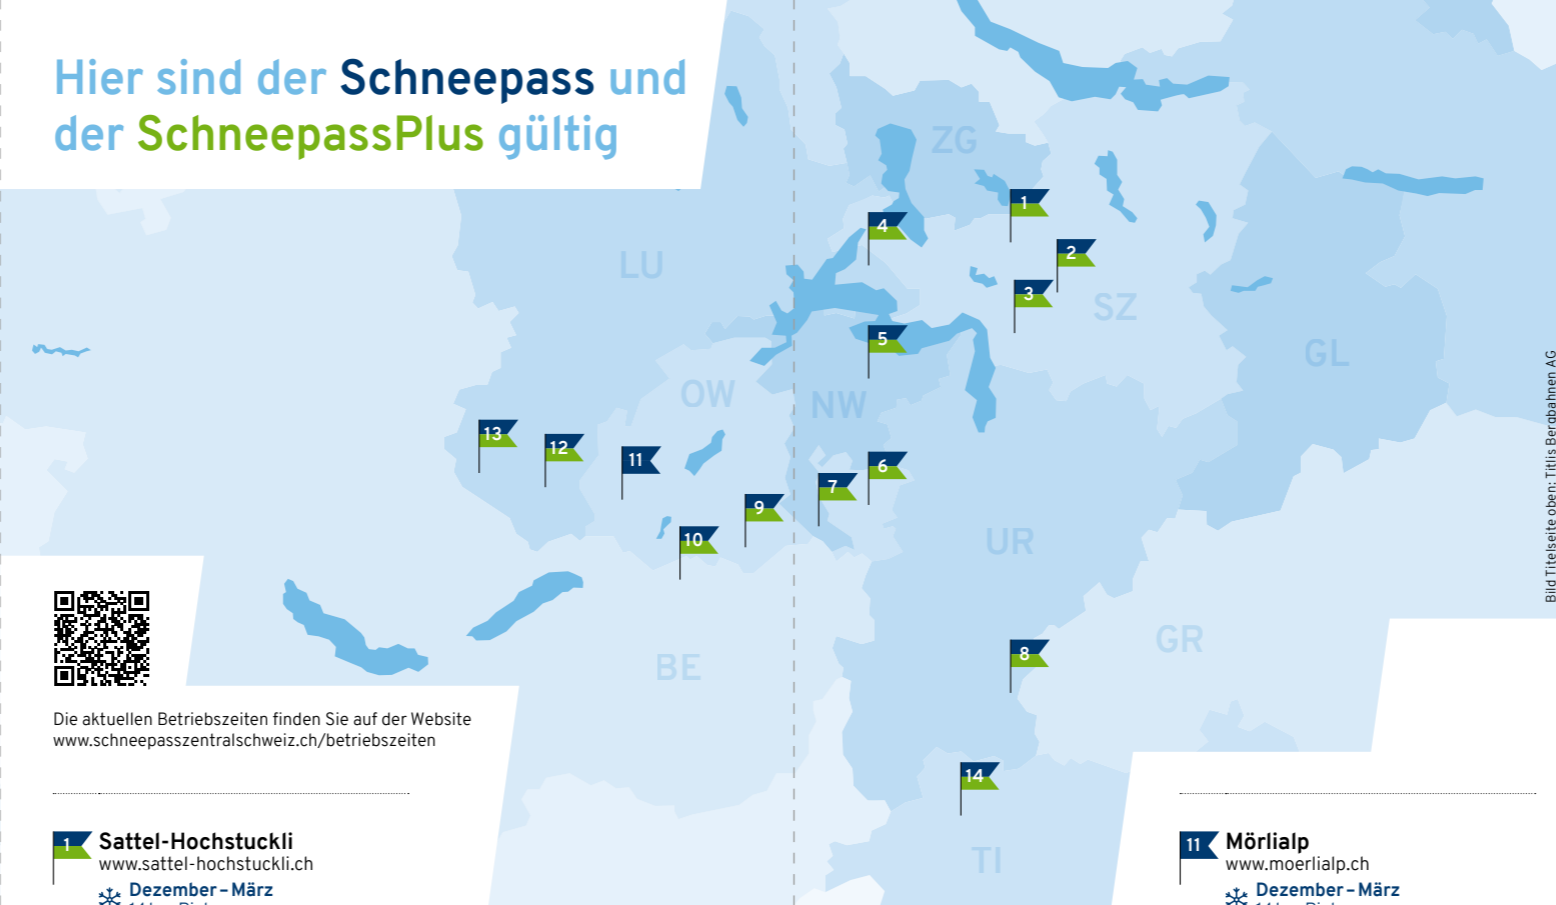 Hier sind der Schneepass und
der SchneepassPlus gültig
ZG
1
4
2
LU
3
SZ
5
GL
OW
NW
13
12
11
6
7
9
10
UR
GR
BE
8
14
TI
Bild Titelseite oben: Titlis Bergbahnen AG
Die aktuellen Betriebszeiten finden Sie auf der Website
www.schneepasszentralschweiz.ch/betriebszeiten
1 Sattel-Hochstuckli
www.sattel-hochstuckli.ch
Dezember – März
11 Mörlialp
www.moerlialp.ch
Dezember – März